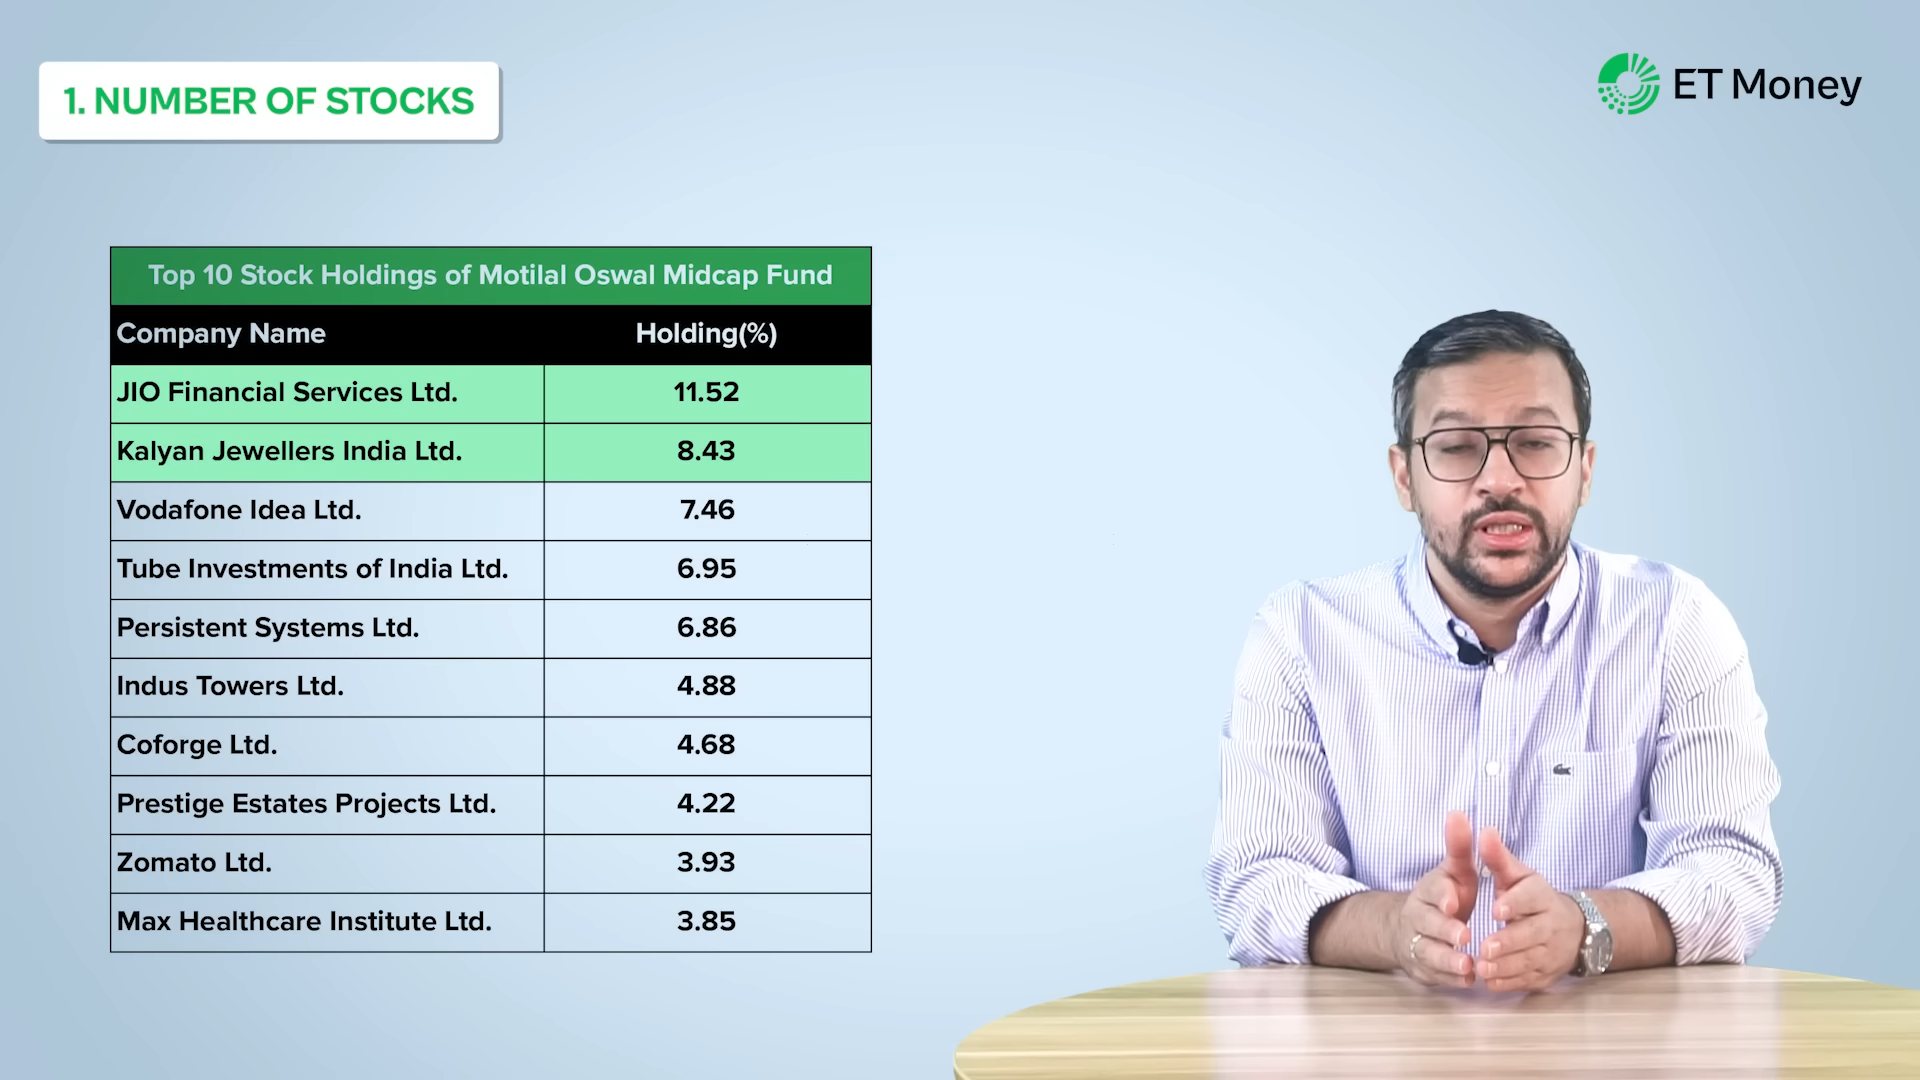 1. NUMBER OF STOCKS
ET Money
Top 10 Stock Holdings of Motilal Oswal Midcap Fund
Company Name Holding(%)
JIO Financial Services Ltd. 11.52
Kalyan Jewellers India Ltd. 8.43
Vodafone Idea Ltd. 7.46
Tube Investments of India Ltd. 6.95
Persistent Systems Ltd. 6.86
Indus Towers Ltd. 4.88
Coforge Ltd. 4.68
Prestige Estates Projects Ltd. 4.22
Zomato Ltd. 3.93
Max Healthcare Institute Ltd. 3.85